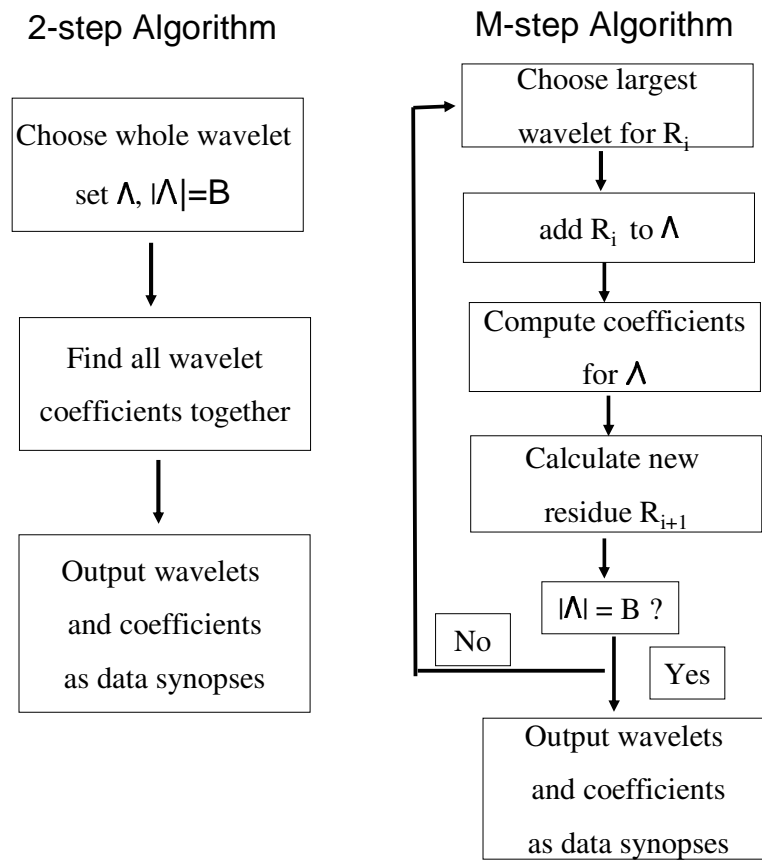 2-step Algorithm
Choose whole wavelet
set Λ, |Λ|=B
Find all wavelet
coefficients together
Output wavelets
and coefficients
as data synopses
M-step Algorithm
Choose largest
wavelet for Rᵢ
add Rᵢ to Λ
Compute coefficients
for Λ
Calculate new
residue Rᵢ₊₁
|Λ| = B ?
No
Yes
Output wavelets
and coefficients
as data synopses